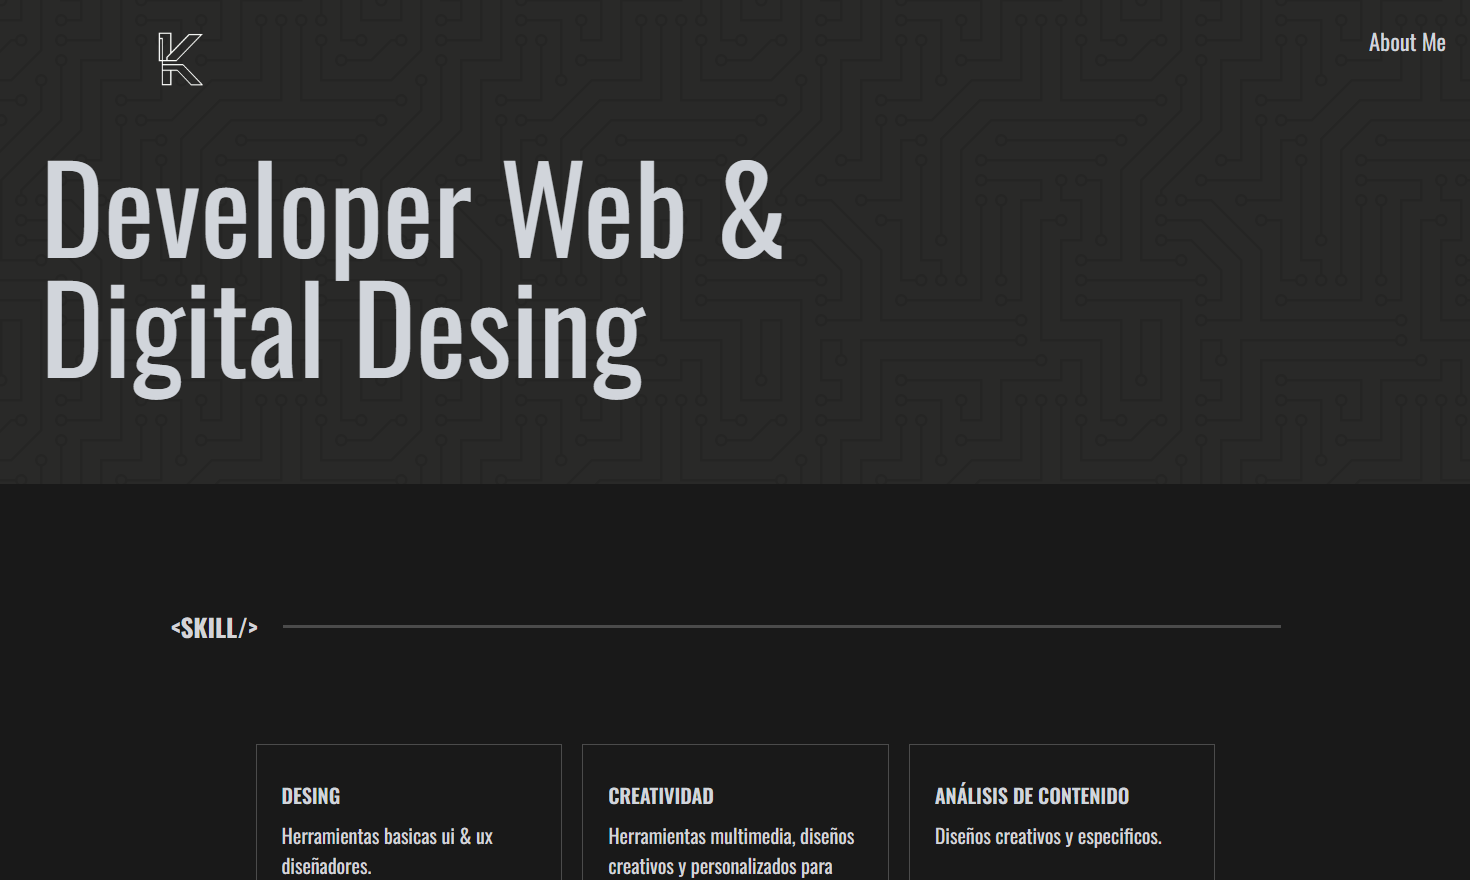 K
About Me
Developer Web &
Digital Desing
<SKILL/>
DESING
Herramientas basicas ui & ux
diseñadores.
CREATIVIDAD
Herramientas multimedia, diseños
creativos y personalizados para
ANÁLISIS DE CONTENIDO
Diseños creativos y especificos.